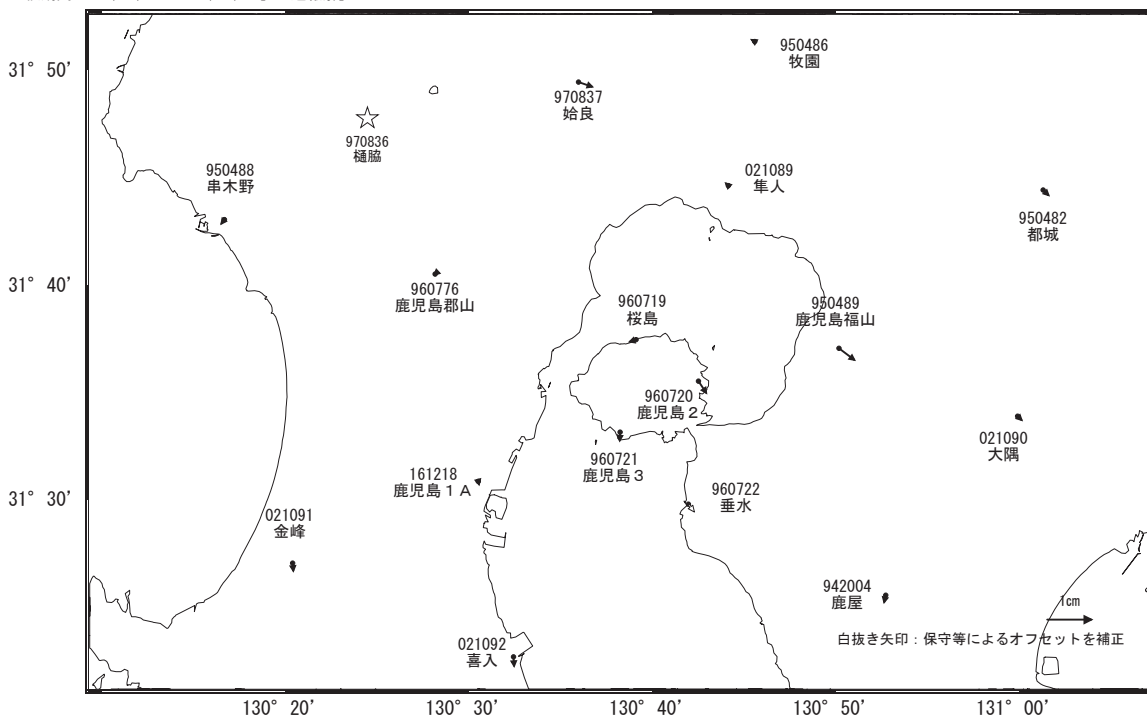 950486
牧園
31° 50'
970837
姶良
970836
樋脇
950488
串木野
021089
隼人
950482
都城
31° 40'
960776
鹿児島郡山
960719
桜島
950489
鹿児島福山
960720
鹿児島2
021090
大隅
960721
鹿児島3
161218
鹿児島1A
960722
垂水
31° 30'
021091
金峰
942004
鹿屋
1cm
白抜き矢印:保守等によるオフセットを補正
021092
喜入
130° 20'
130° 30'
130° 40'
130° 50'
131° 00'